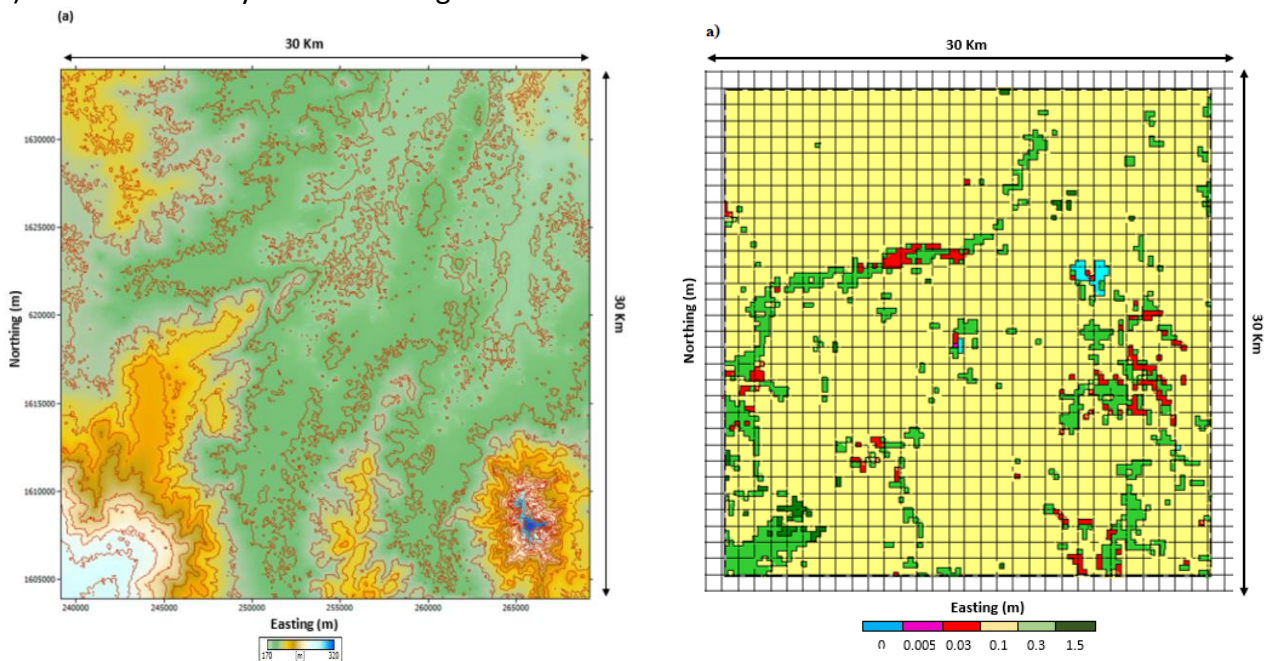 (a)
30 Km
1630000
1625000
620000
1615000
1610000
1605000
Northing (m)
30 Km
240000 245000 250000 255000 260000 265000
Easting (m)
170 [m] 320
a)
30 Km
Northing (m)
30 Km
Easting (m)
0 0.005 0.03 0.1 0.3 1.5